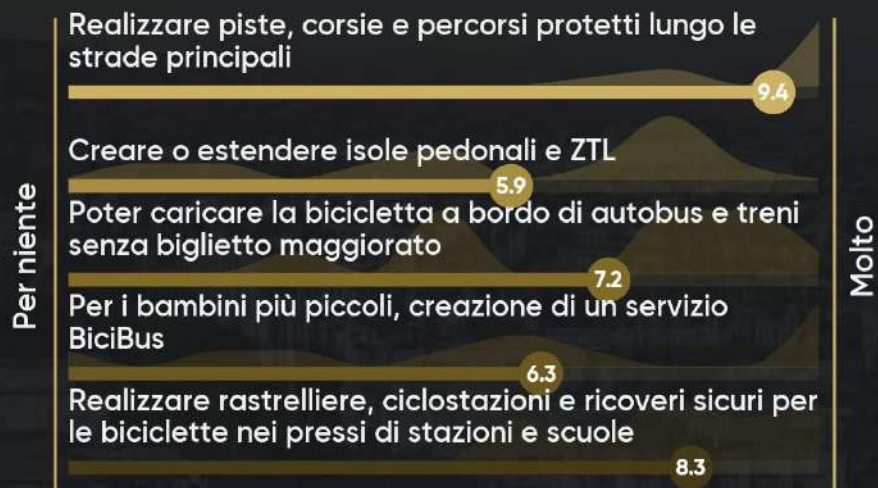 Realizzare piste, corsie e percorsi protetti lungo le
strade principali
9.4
Creare o estendere isole pedonali e ZTL
5.9
Poter caricare la bicicletta a bordo di autobus e treni
senza biglietto maggiorato
7.2
Per i bambini più piccoli, creazione di un servizio
BiciBus
6.3
Realizzare rastrelliere, ciclostazioni e ricoveri sicuri per
le biciclette nei pressi di stazioni e scuole
8.3
Per niente
Molto